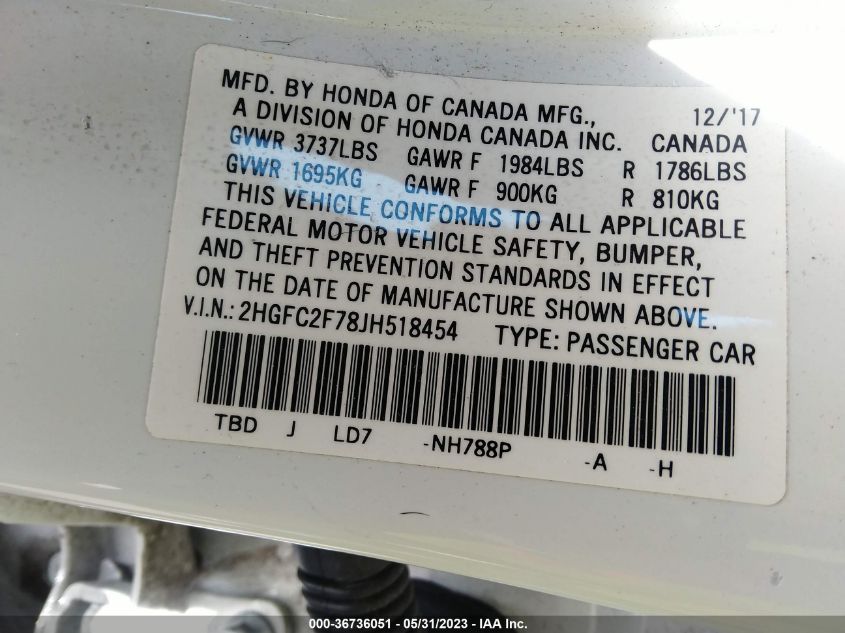 MFD. BY HONDA OF CANADA MFG., 12/'17
A DIVISION OF HONDA CANADA INC. CANADA
GVWR 3737LBS GAWR F 1984LBS R 1786LBS
GVWR 1695KG GAWR F 900KG R 810KG
THIS VEHICLE CONFORMS TO ALL APPLICABLE
FEDERAL MOTOR VEHICLE SAFETY, BUMPER,
AND THEFT PREVENTION STANDARDS IN EFFECT
ON THE DATE OF MANUFACTURE SHOWN ABOVE.
V.I.N.: 2HGFC2F78JH518454 TYPE: PASSENGER CAR
TBD J LD7 -NH788P -A -H
000-36736051 - 05/31/2023 - IAA Inc.